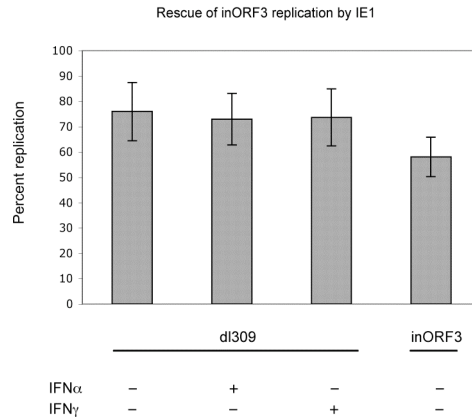 Rescue of inORF3 replication by IE1
Percent replication
100
90
80
70
60
50
40
30
20
10
0
dl309 inORF3
IFNα – + – –
IFNγ – – + –